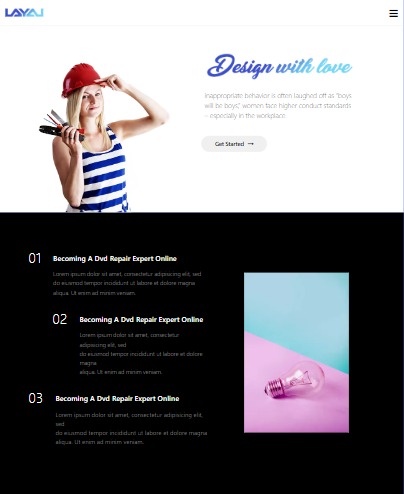 LAYAJ
Design with love
Inappropriate behavior is often laughed off as "boys
will be boys," women face higher conduct standards
– especially in the workplace
Get Started →
01 Becoming A Dvd Repair Expert Online
Lorem ipsum dolor sit amet, consectetur adipisicing elit, sed
do eiusmod tempor incididunt ut labore et dolore magna
aliqua. Ut enim ad minim veniam.
02 Becoming A Dvd Repair Expert Online
Lorem ipsum dolor sit amet, consectetur
adipisicing elit, sed
do eiusmod tempor incididunt ut labore et dolore
magna
aliqua. Ut enim ad minim veniam.
03 Becoming A Dvd Repair Expert Online
Lorem ipsum dolor sit amet, consectetur adipisicing elit,
sed
do eiusmod tempor incididunt ut labore et dolore magna
aliqua. Ut enim ad minim veniam.